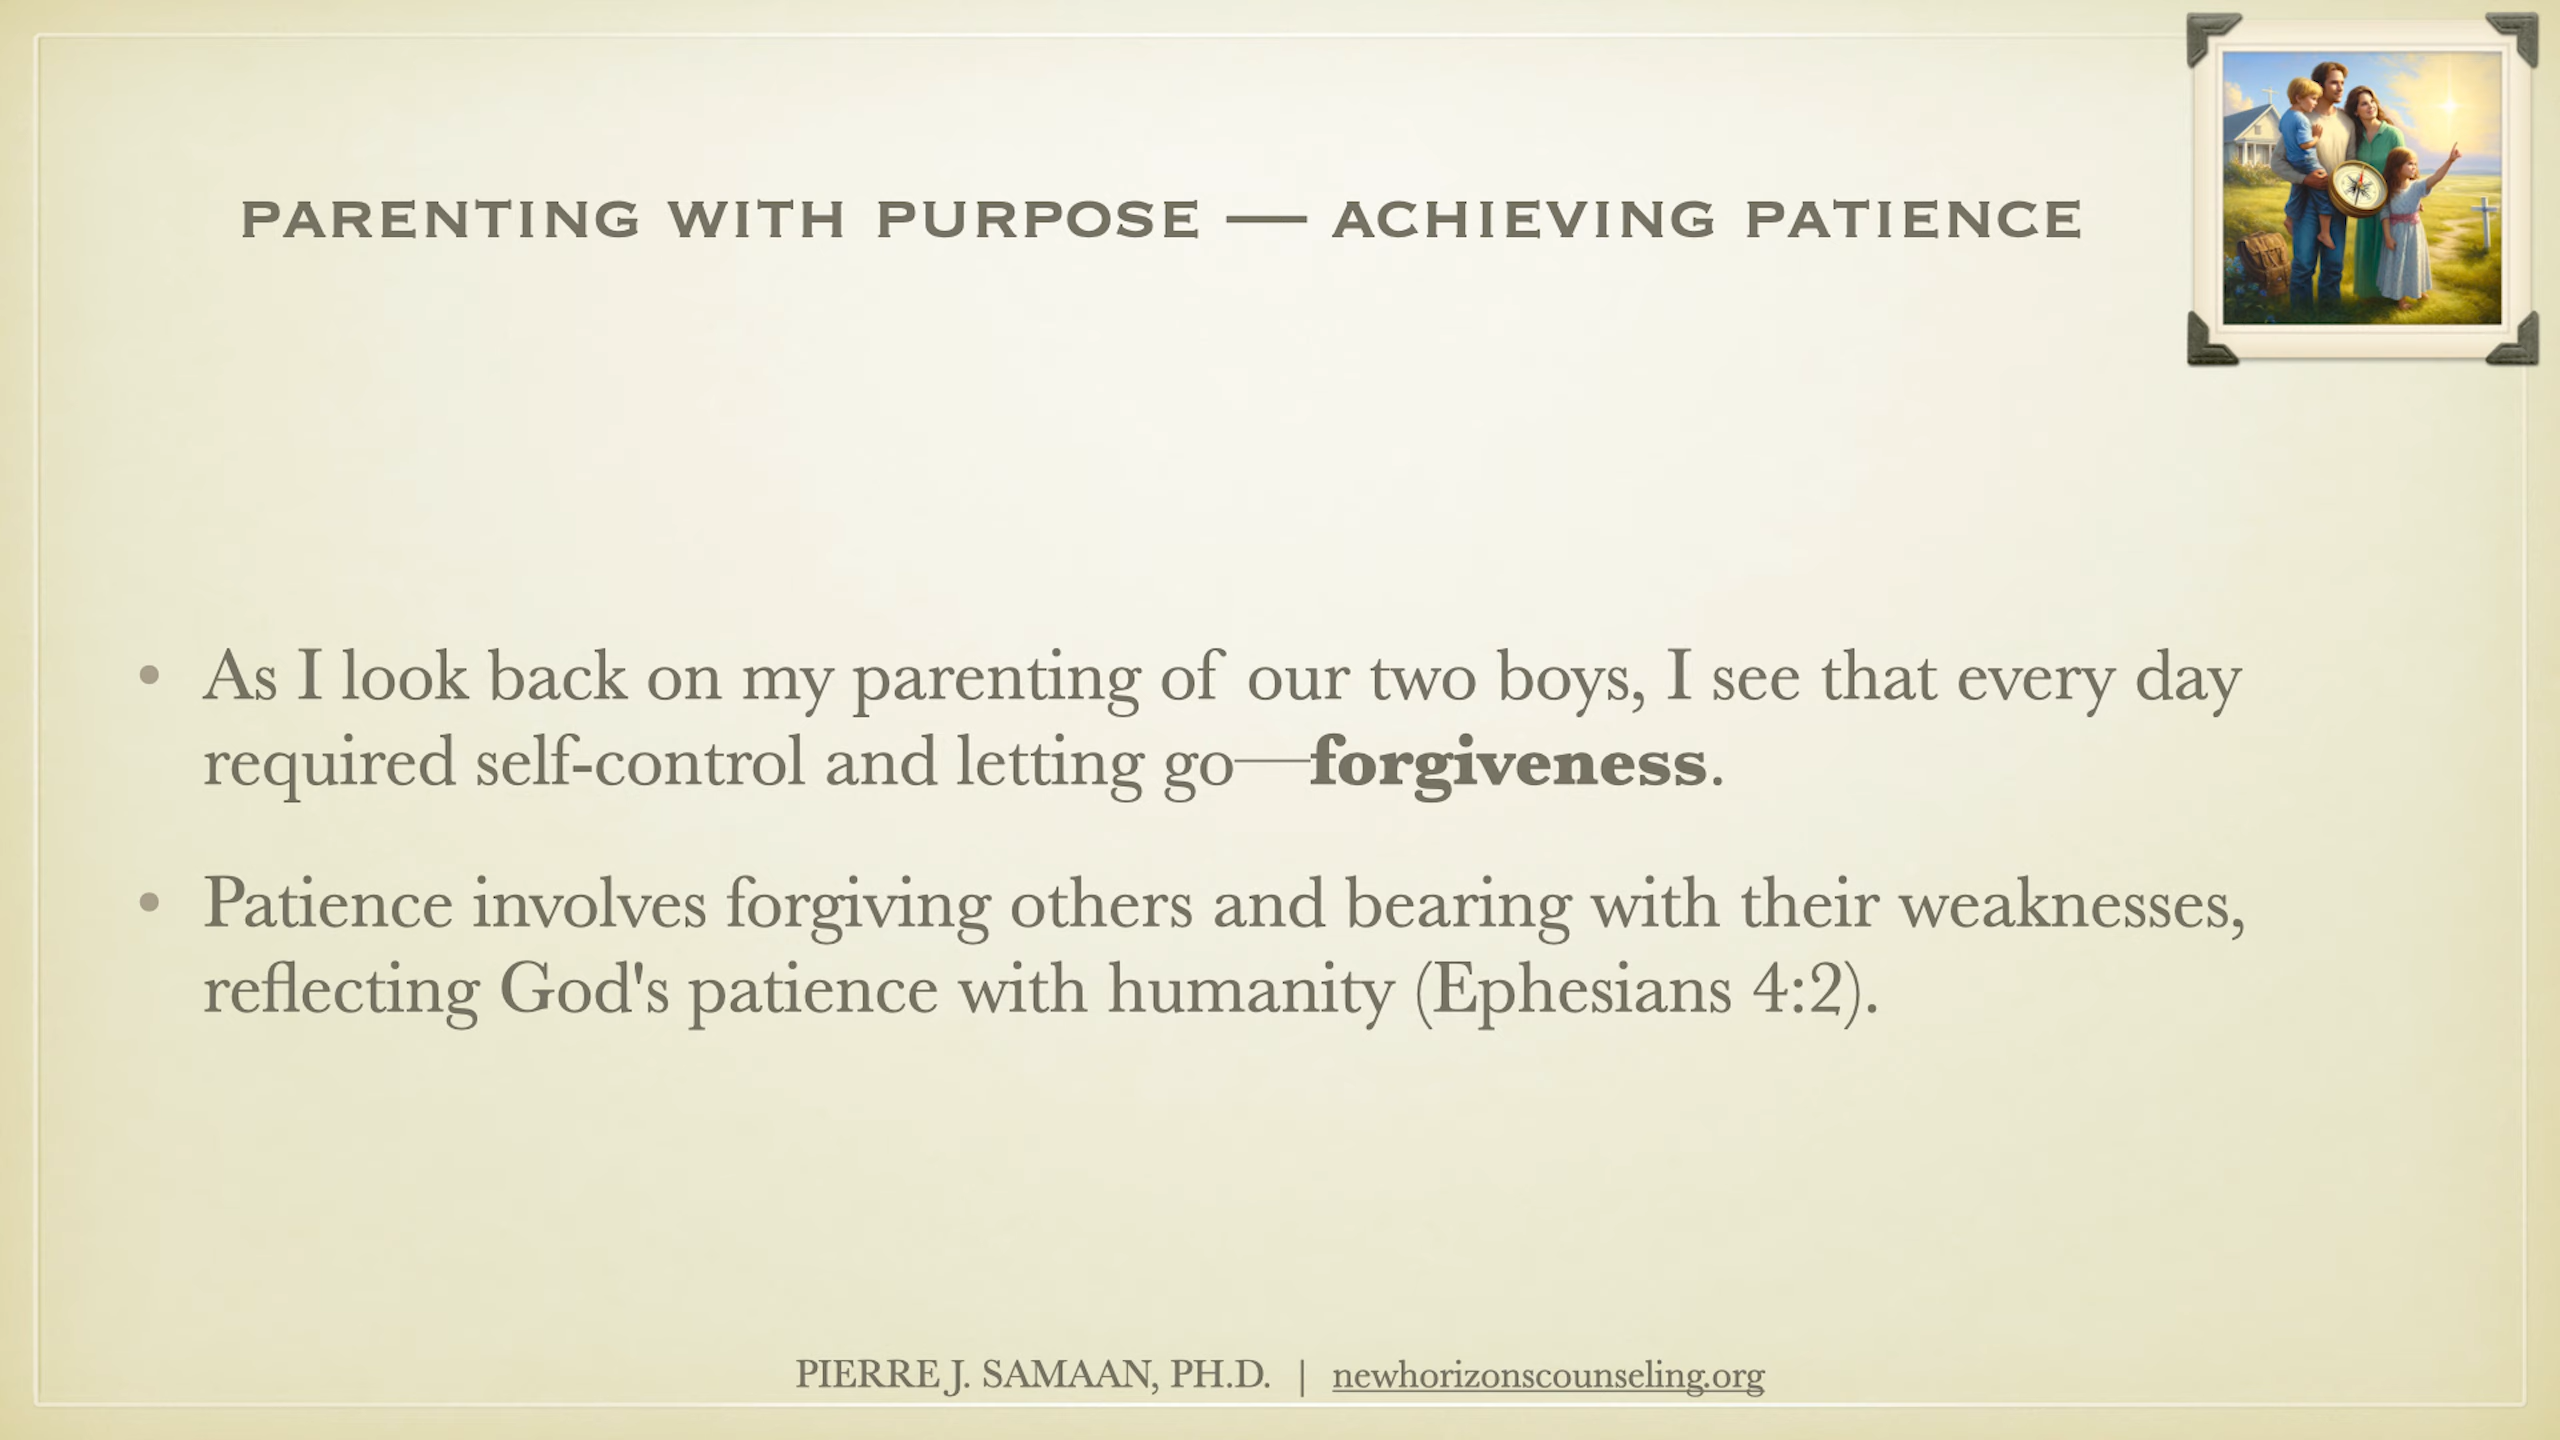 PARENTING WITH PURPOSE — ACHIEVING PATIENCE
• As I look back on my parenting of our two boys, I see that every day
required self-control and letting go—forgiveness.
• Patience involves forgiving others and bearing with their weaknesses,
reflecting God's patience with humanity (Ephesians 4:2).
PIERRE J. SAMAAN, PH.D. | newhorizonscounseling.org